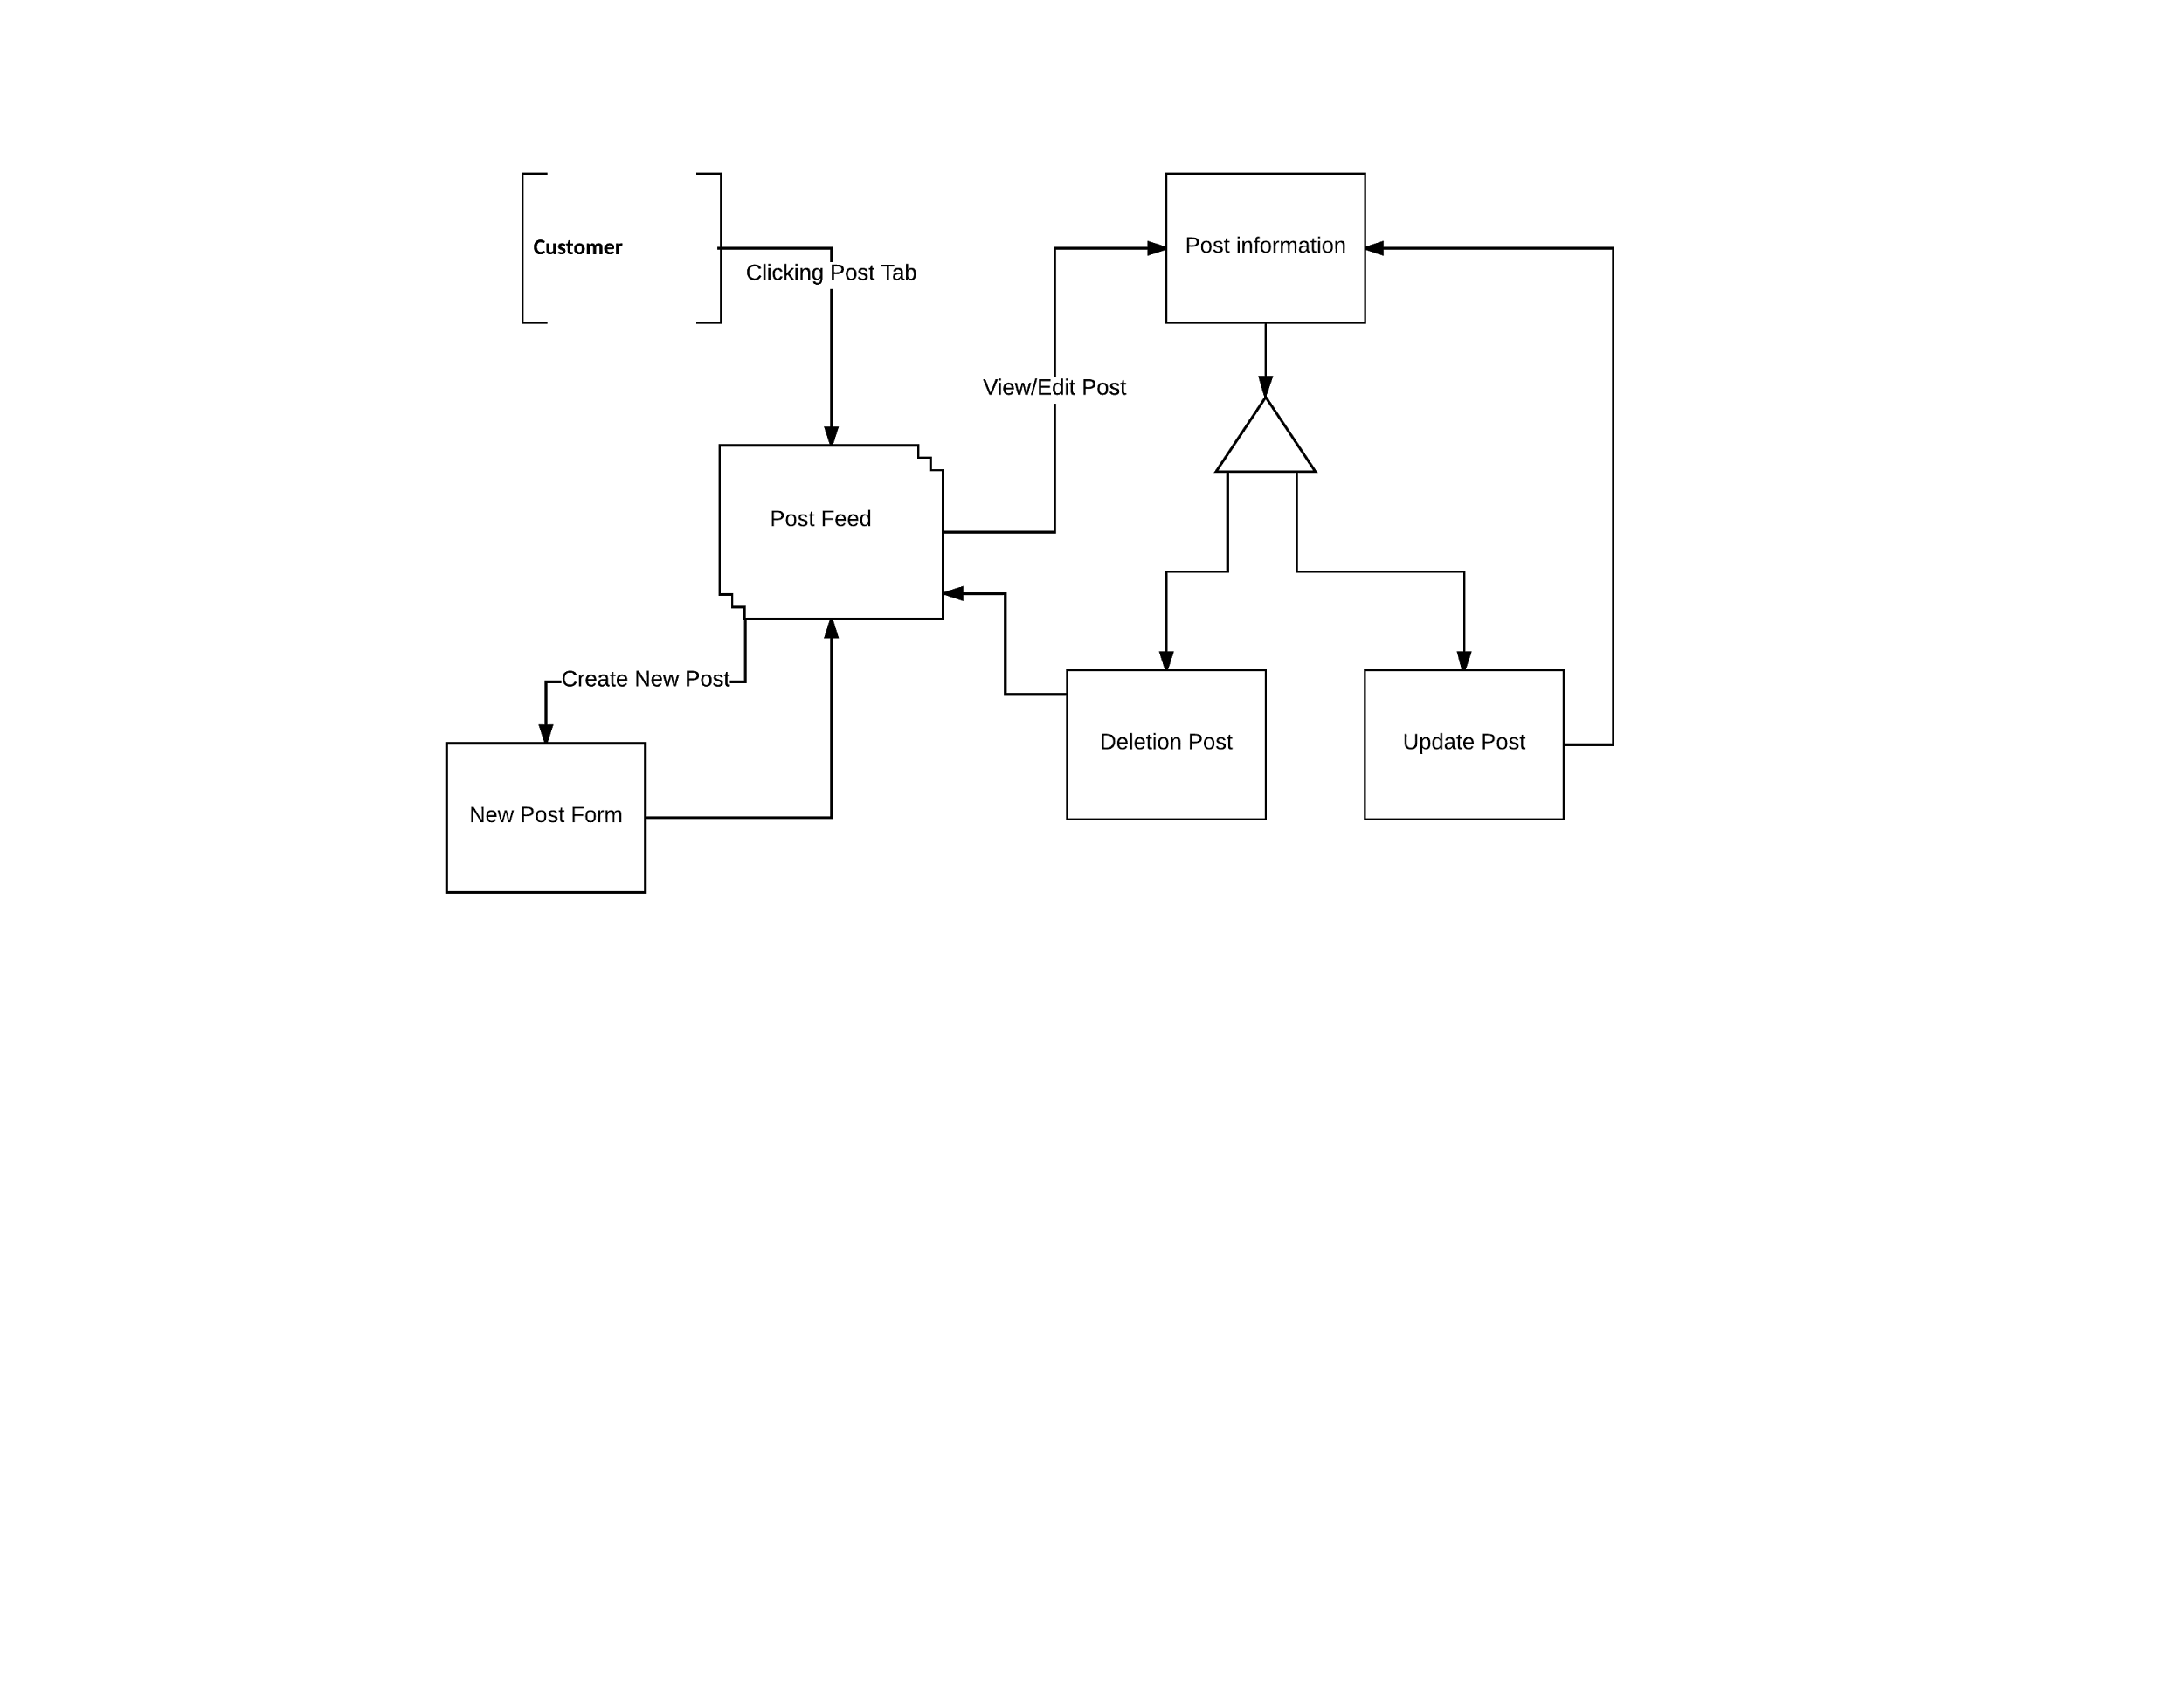 Customer
Post information
Clicking Post Tab
View/Edit Post
Post Feed
Create New Post
Deletion Post
Update Post
New Post Form